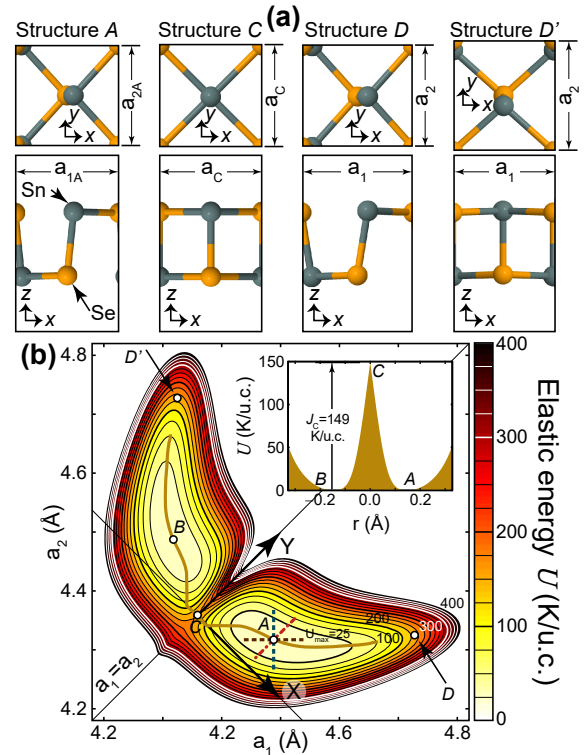 (a)
Structure A
Structure C
Structure D
Structure D’
a2A
aC
a2
a2
y
x
y
x
y
x
y
x
a1A
aC
a1
a1
Sn
Se
z
x
z
x
z
x
z
x
(b)
4.8
4.6
4.4
4.2
a2 (Å)
4.2
4.4
4.6
4.8
a1 (Å)
D’
B
C
A
D
Y
X
a1=a2
Umax=25
100
200
300
400
150
100
50
0
U (K/u.c.)
JC=149
K/u.c.
C
B
A
-0.2
0.0
0.2
r (Å)
400
300
200
100
0
Elastic energy U (K/u.c.)